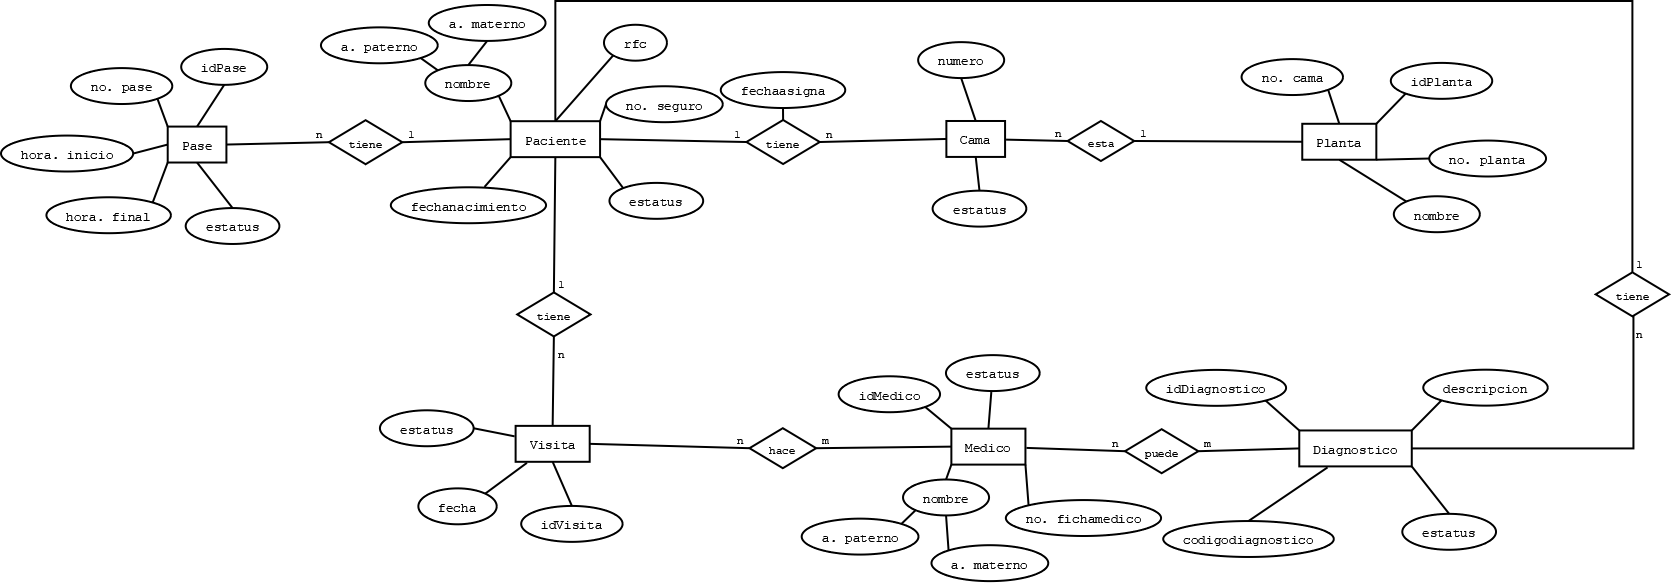 a. materno
a. paterno
rfc
idPase
no. pase
nombre
numero
no. cama
idPlanta
fechaasigna
no. seguro
n
l
l
n
n
l
Pase
tiene
Paciente
tiene
Cama
esta
Planta
hora. inicio
no. planta
hora. final
estatus
fechanacimiento
estatus
estatus
nombre
l
tiene
l
tiene
n
n
estatus
idMedico
idDiagnostico
descripcion
estatus
Visita
n
hace
m
Medico
n
puede
m
Diagnostico
fecha
idVisita
nombre
no. fichamedico
a. paterno
a. materno
codigodiagnostico
estatus